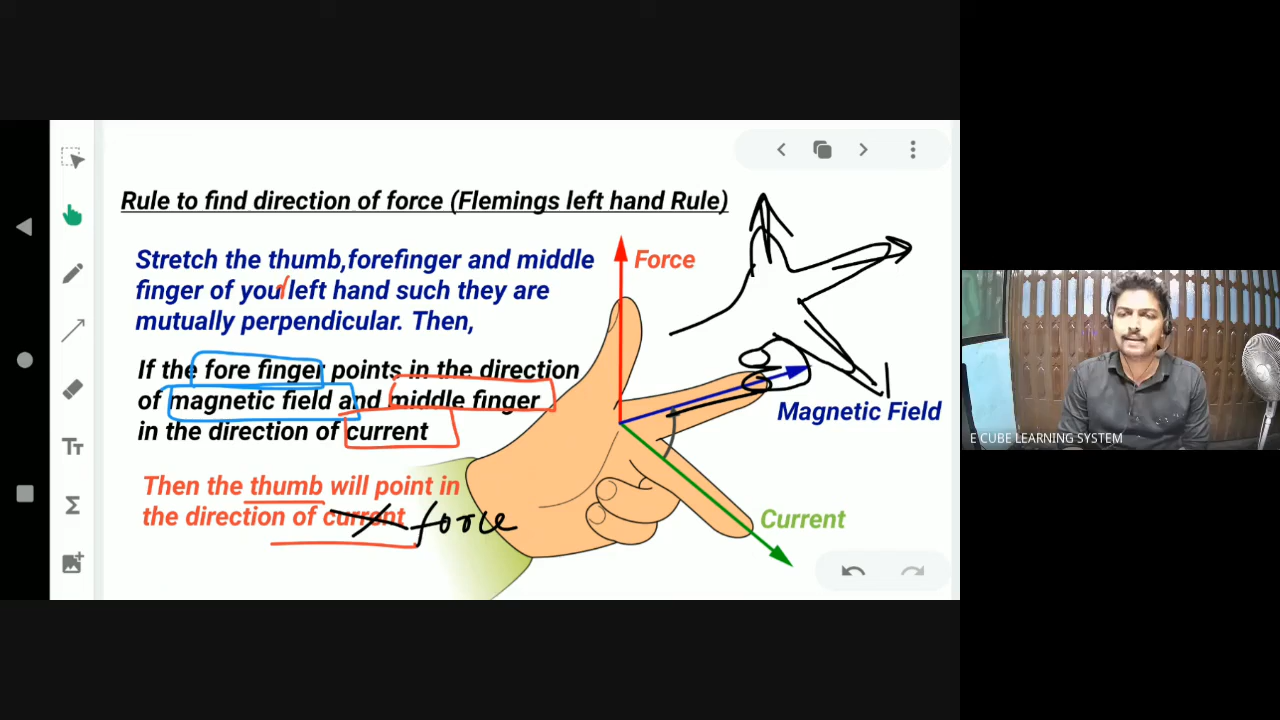 Rule to find direction of force (Flemings left hand Rule)
Stretch the thumb,forefinger and middle
finger of your left hand such they are
mutually perpendicular. Then,
If the fore finger points in the direction
of magnetic field and middle finger
in the direction of current
Then the thumb will point in
the direction of current force
Force
Magnetic Field
Current
E CUBE LEARNING SYSTEM
Tт
Σ